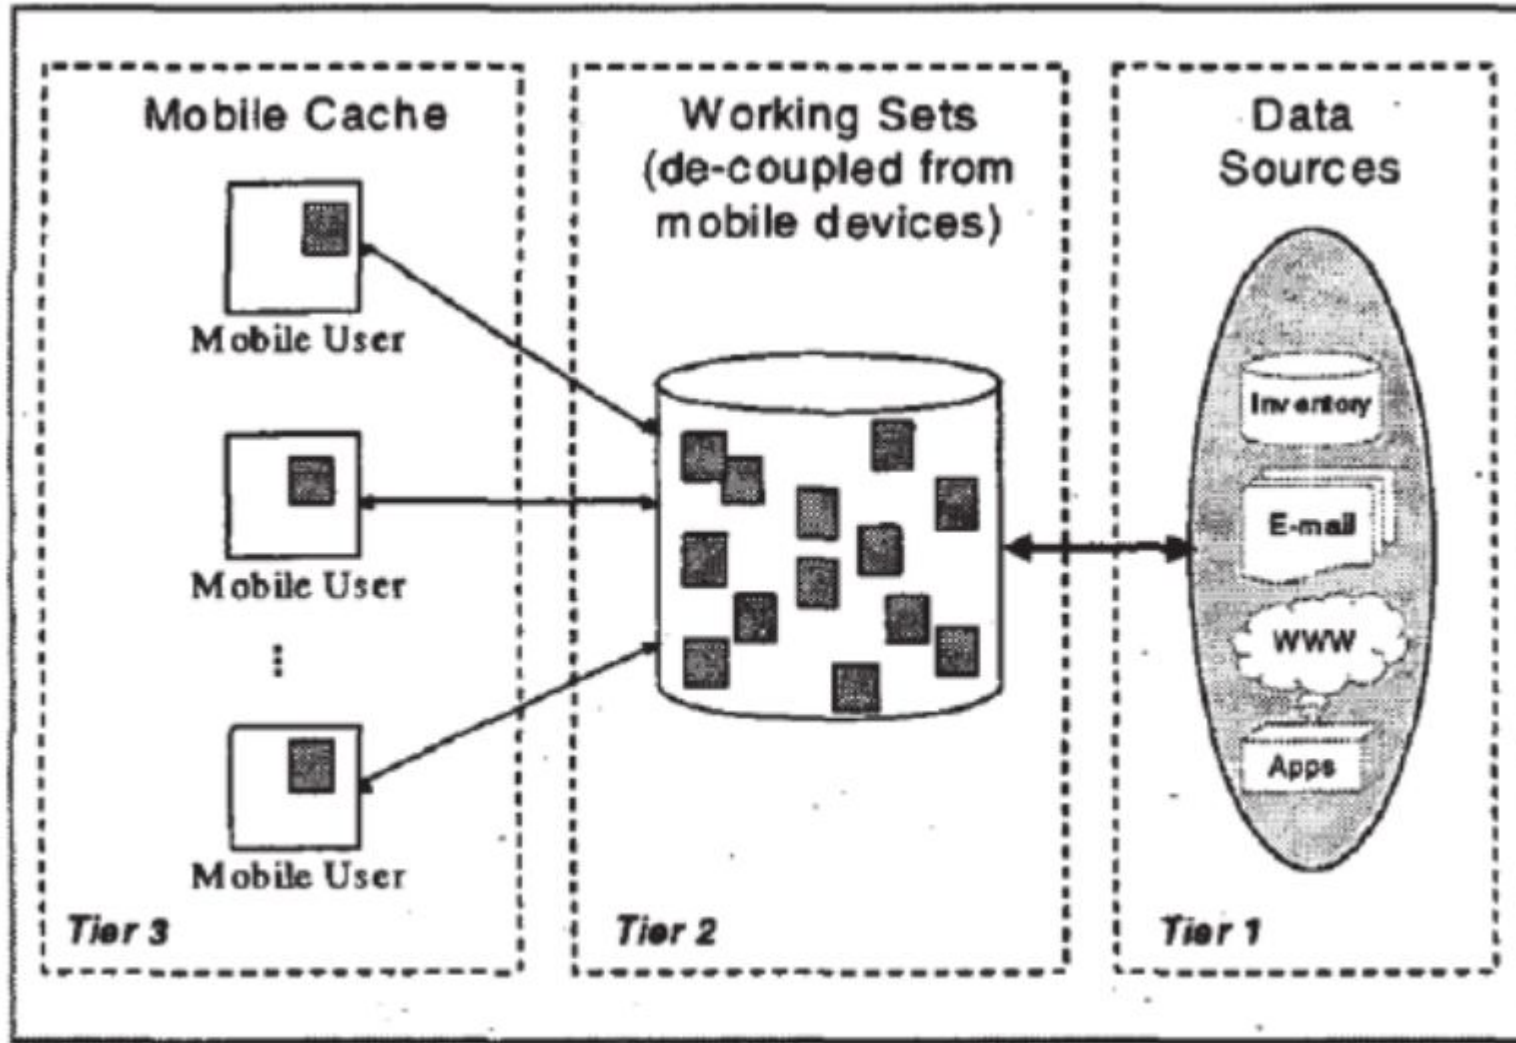 Mobile Cache
Mobile User
Mobile User
...
Mobile User
Tier 3
Working Sets
(de-coupled from
mobile devices)
Tier 2
Data
Sources
Inventory
E-mail
WWW
Apps
Tier 1